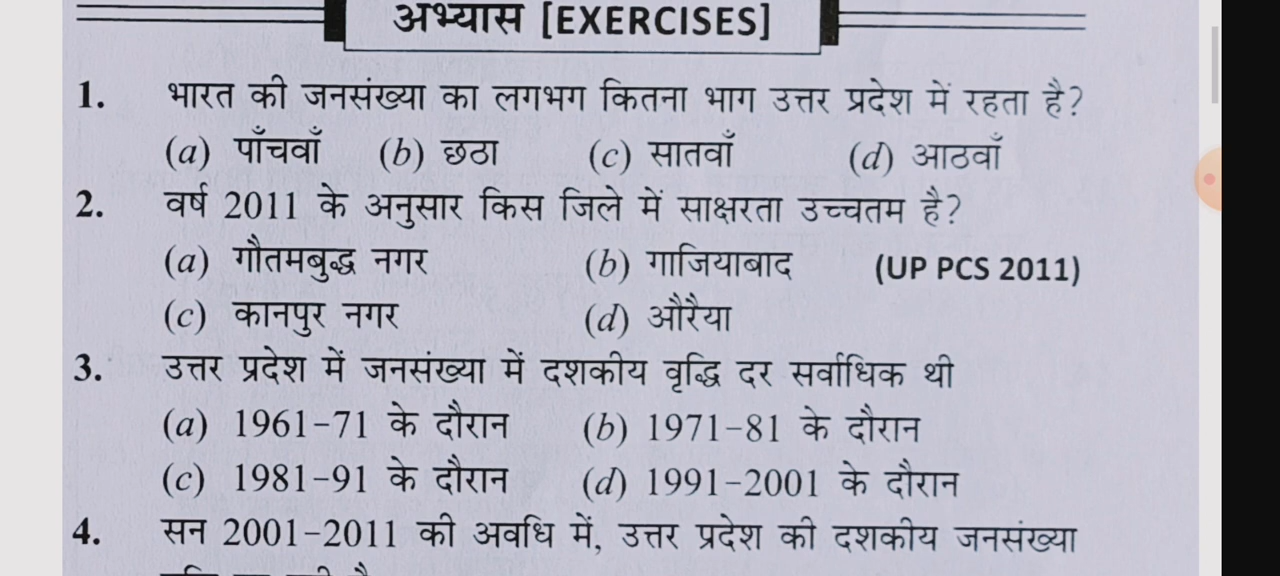 अभ्यास [EXERCISES]
1. भारत की जनसंख्या का लगभग कितना भाग उत्तर प्रदेश में रहता है?
(a) पाँचवाँ (b) छठा (c) सातवाँ (d) आठवाँ
2. वर्ष 2011 के अनुसार किस जिले में साक्षरता उच्चतम है?
(a) गौतमबुद्ध नगर (b) गाजियाबाद (UP PCS 2011)
(c) कानपुर नगर (d) औरैया
3. उत्तर प्रदेश में जनसंख्या में दशकीय वृद्धि दर सर्वाधिक थी
(a) 1961-71 के दौरान (b) 1971-81 के दौरान
(c) 1981-91 के दौरान (d) 1991-2001 के दौरान
4. सन 2001-2011 की अवधि में, उत्तर प्रदेश की दशकीय जनसंख्या